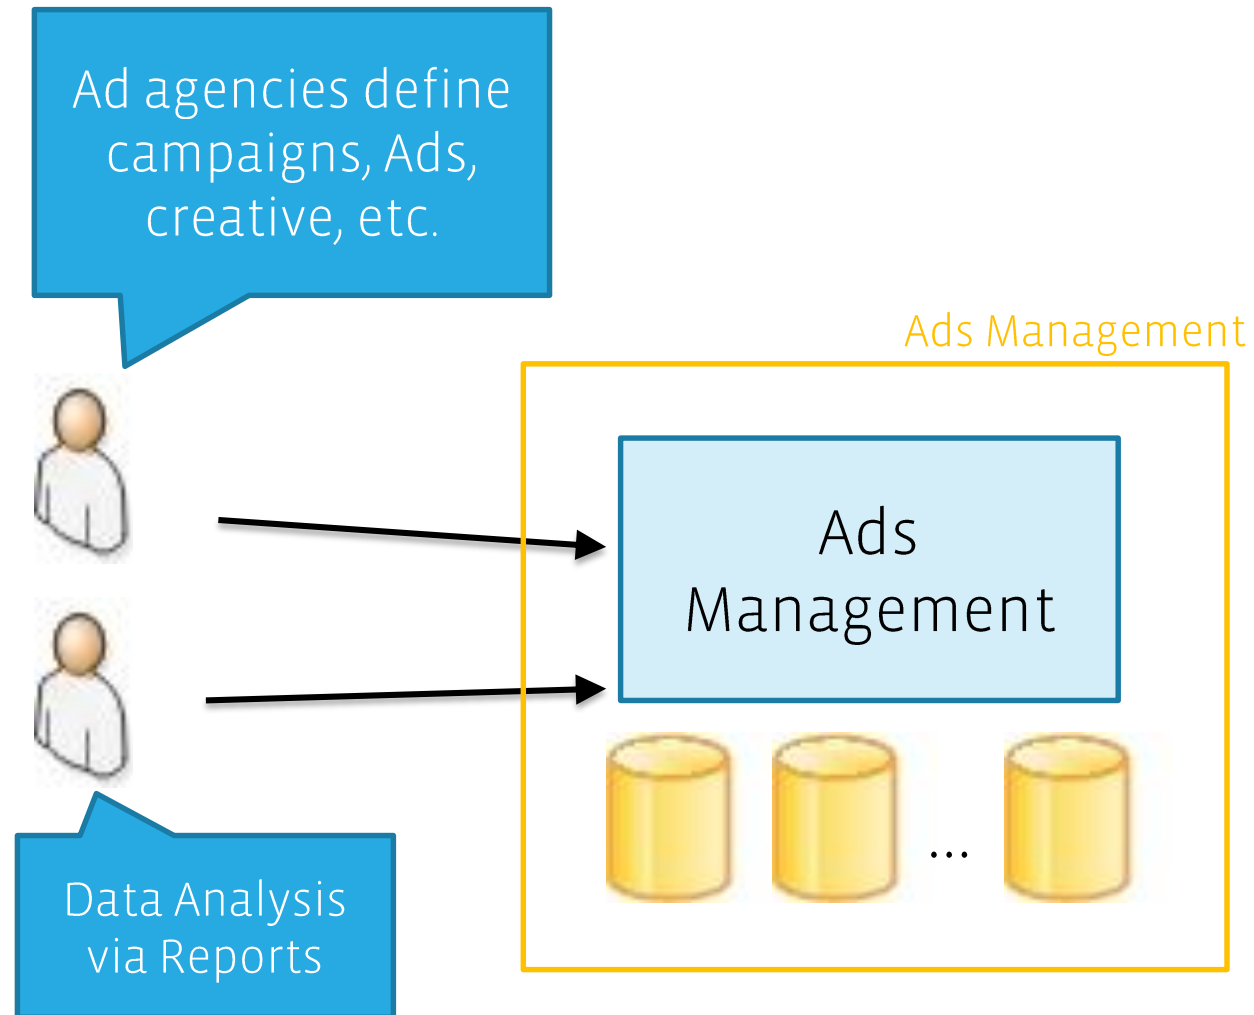 Ad agencies define
campaigns, Ads,
creative, etc.
Ads Management
Ads
Management
...
Data Analysis
via Reports